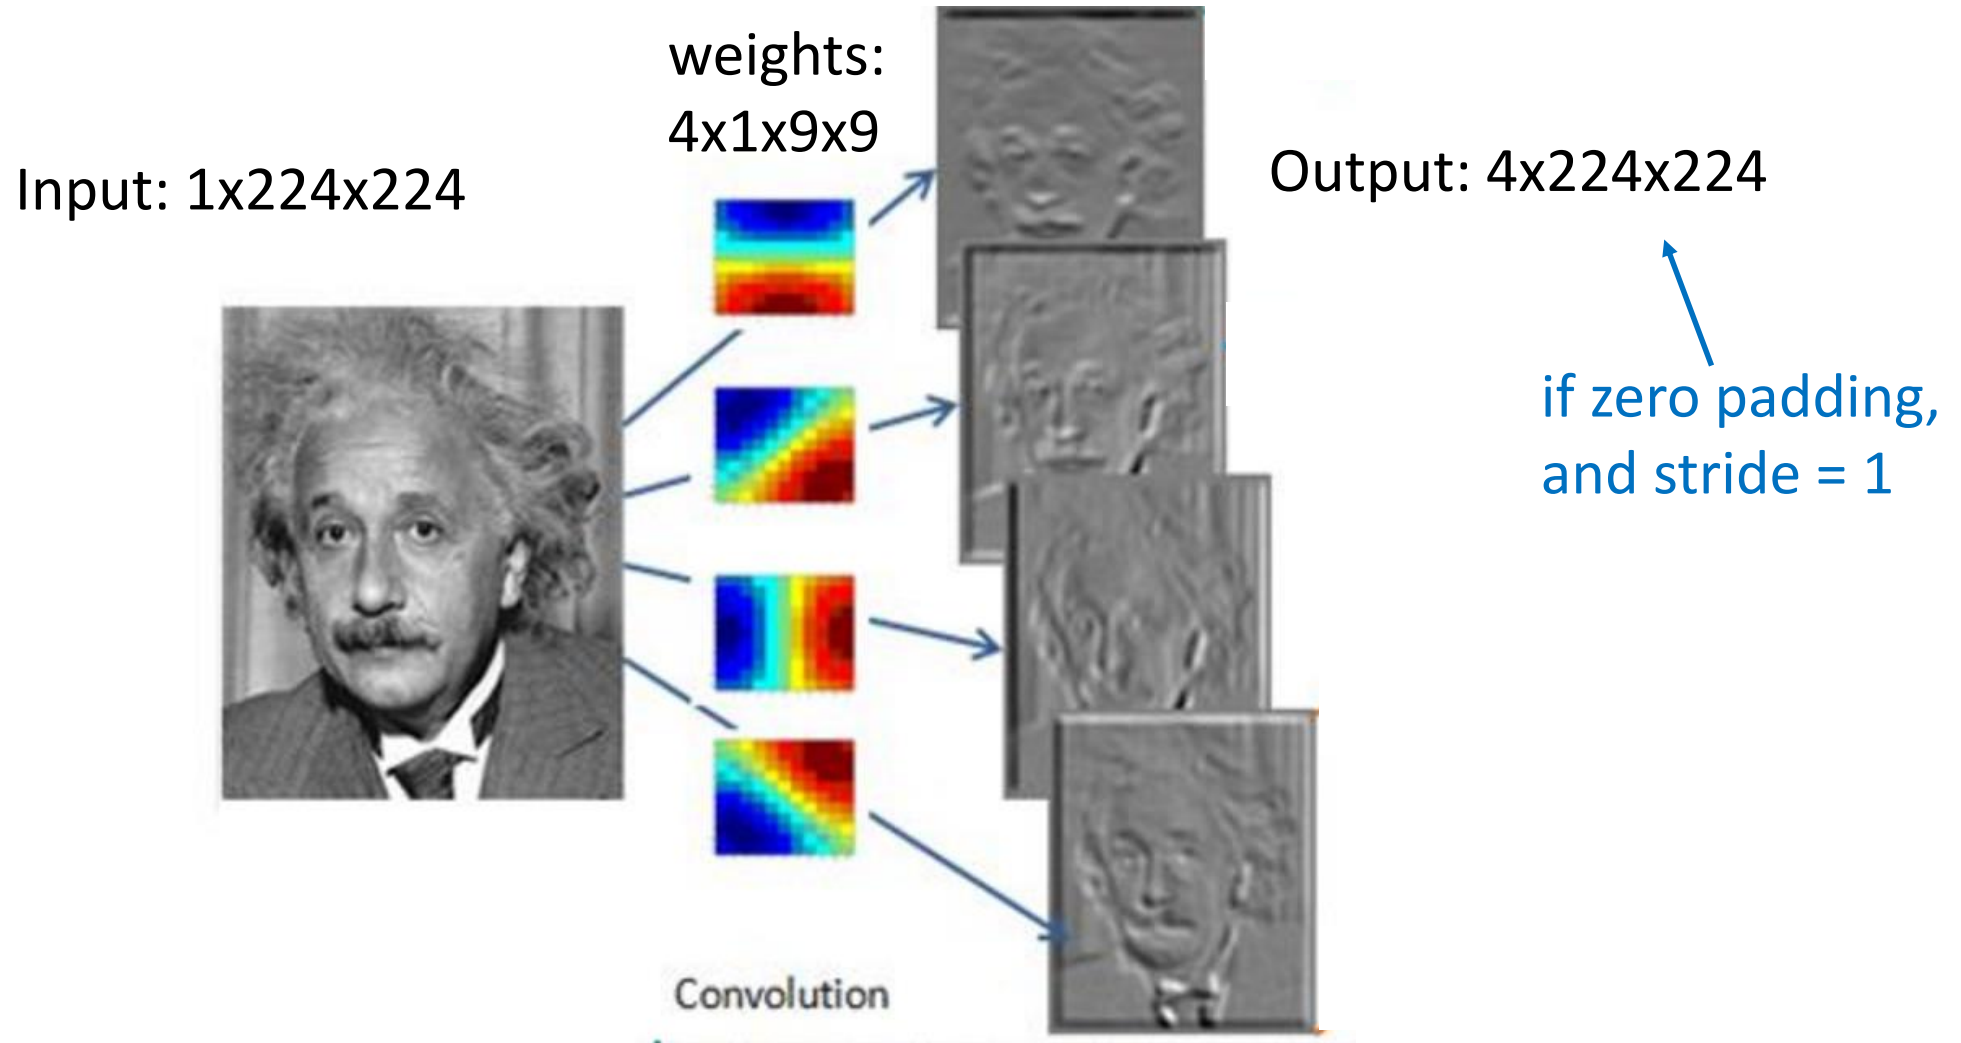 weights:
4x1x9x9
Input: 1x224x224
Output: 4x224x224
if zero padding,
and stride = 1
Convolution